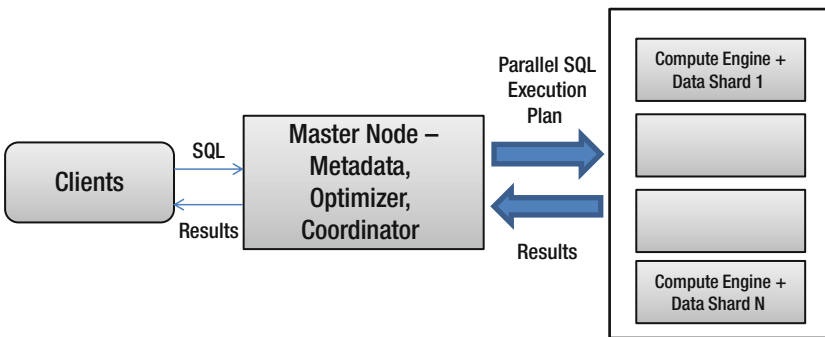 Clients
SQL
Results
Master Node –
Metadata,
Optimizer,
Coordinator
Parallel SQL
Execution
Plan
Results
Compute Engine +
Data Shard 1
Compute Engine +
Data Shard N